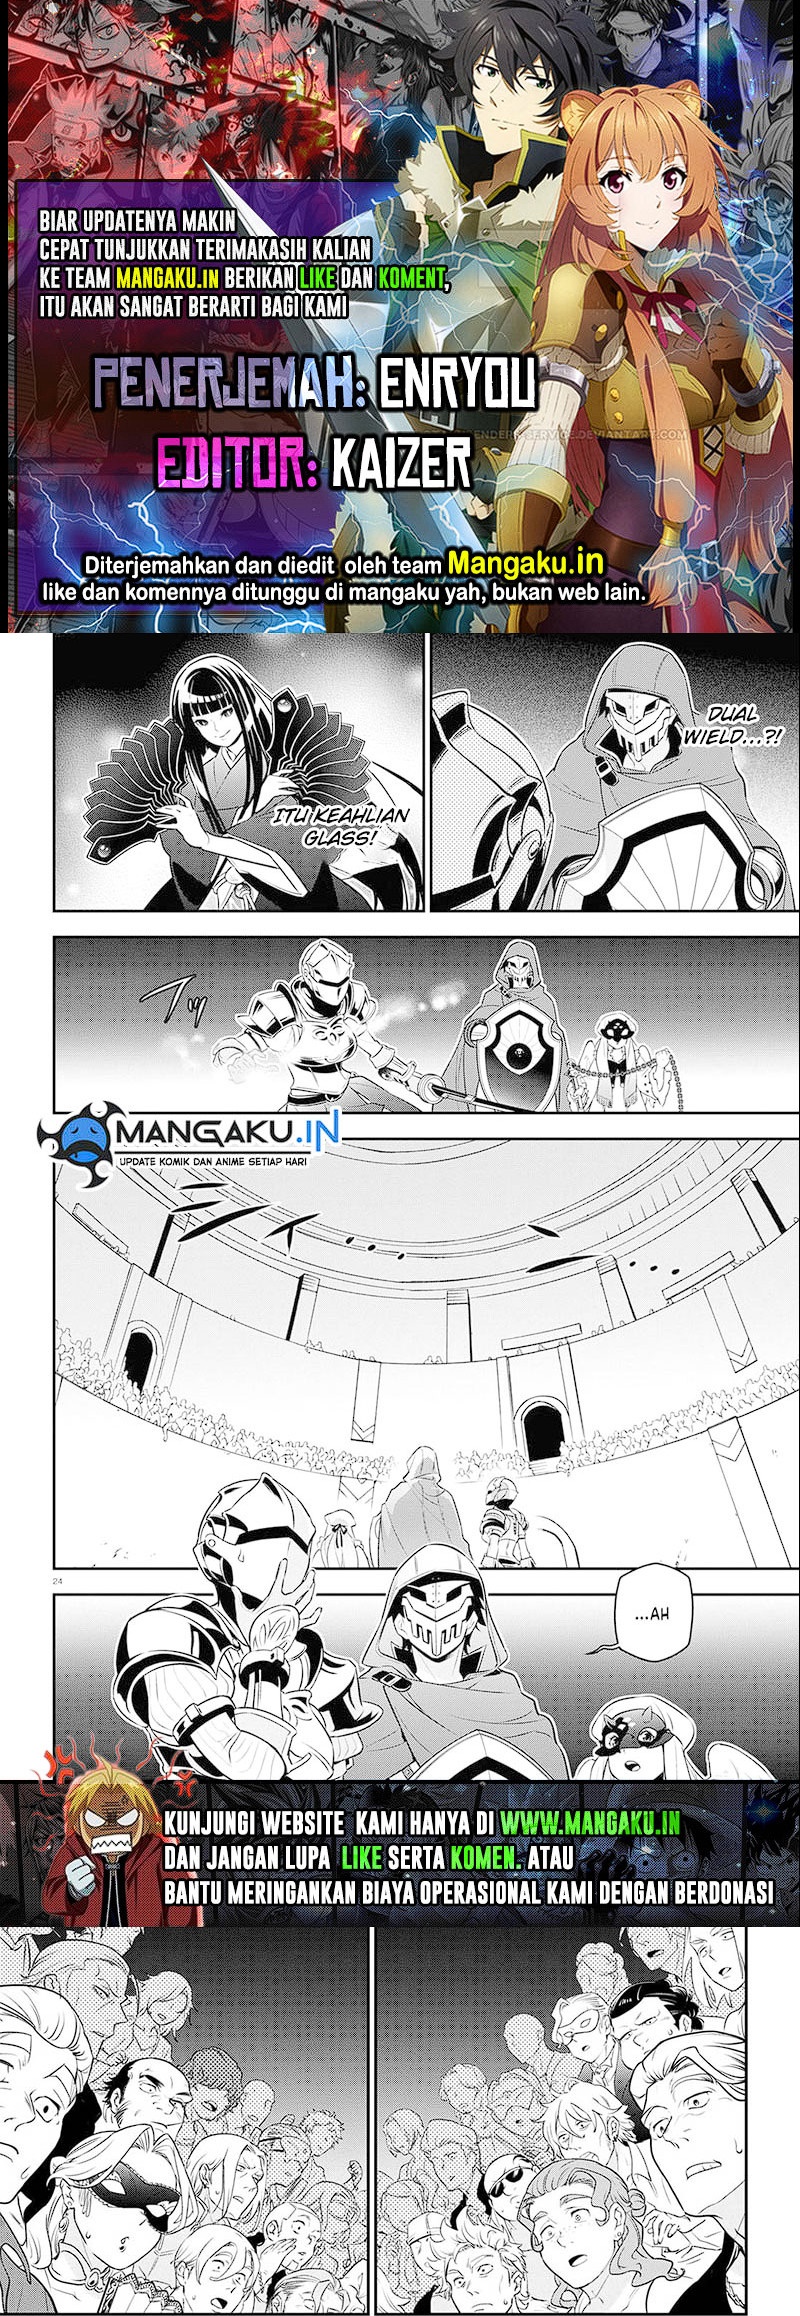 BIAR UPDATENYA MAKIN
CEPAT TUNJUKKAN TERIMAKASIH KALIAN
KE TEAM MANGAKU.in BERIKAN LIKE DAN KOMENT,
ITU AKAN SANGAT BERARTI BAGI KAMI
PENERJEMAH: ENRYOU
EDITOR: KAIZER
Diterjemahkan dan diedit oleh team Mangaku.in
like dan komennya ditunggu di mangaku yah, bukan web lain.
DUAL
WIELD...?!
ITU KEAHLIAN
GLASS!
MANGAKU.IN
UPDATE KOMIK DAN ANIME SETIAP HARI
24
...AH
KUNJUNGI WEBSITE KAMI HANYA DI WWW.MANGAKU.IN
DAN JANGAN LUPA LIKE SERTA KOMEN. ATAU
BANTU MERINGANKAN BIAYA OPERASIONAL KAMI DENGAN BERDONASI